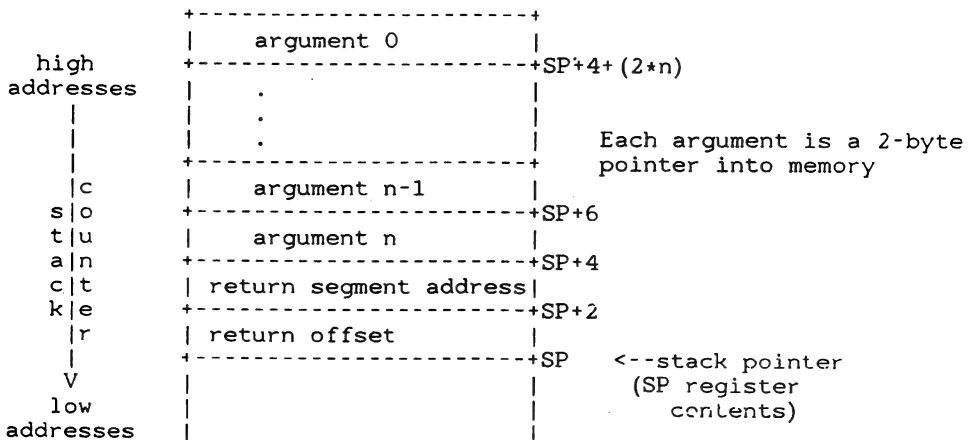 +-----------------------+
| argument 0 |
high +-----------------------+SP+4+(2*n)
addresses | . |
| | . |
| | . | Each argument is a 2-byte
| +-----------------------+ pointer into memory
|c | argument n-1 |
s|o +-----------------------+SP+6
t|u | argument n |
a|n +-----------------------+SP+4
c|t | return segment address|
k|e +-----------------------+SP+2
|r | return offset |
| +-----------------------+SP <--stack pointer
V | | (SP register
low | | contents)
addresses | |